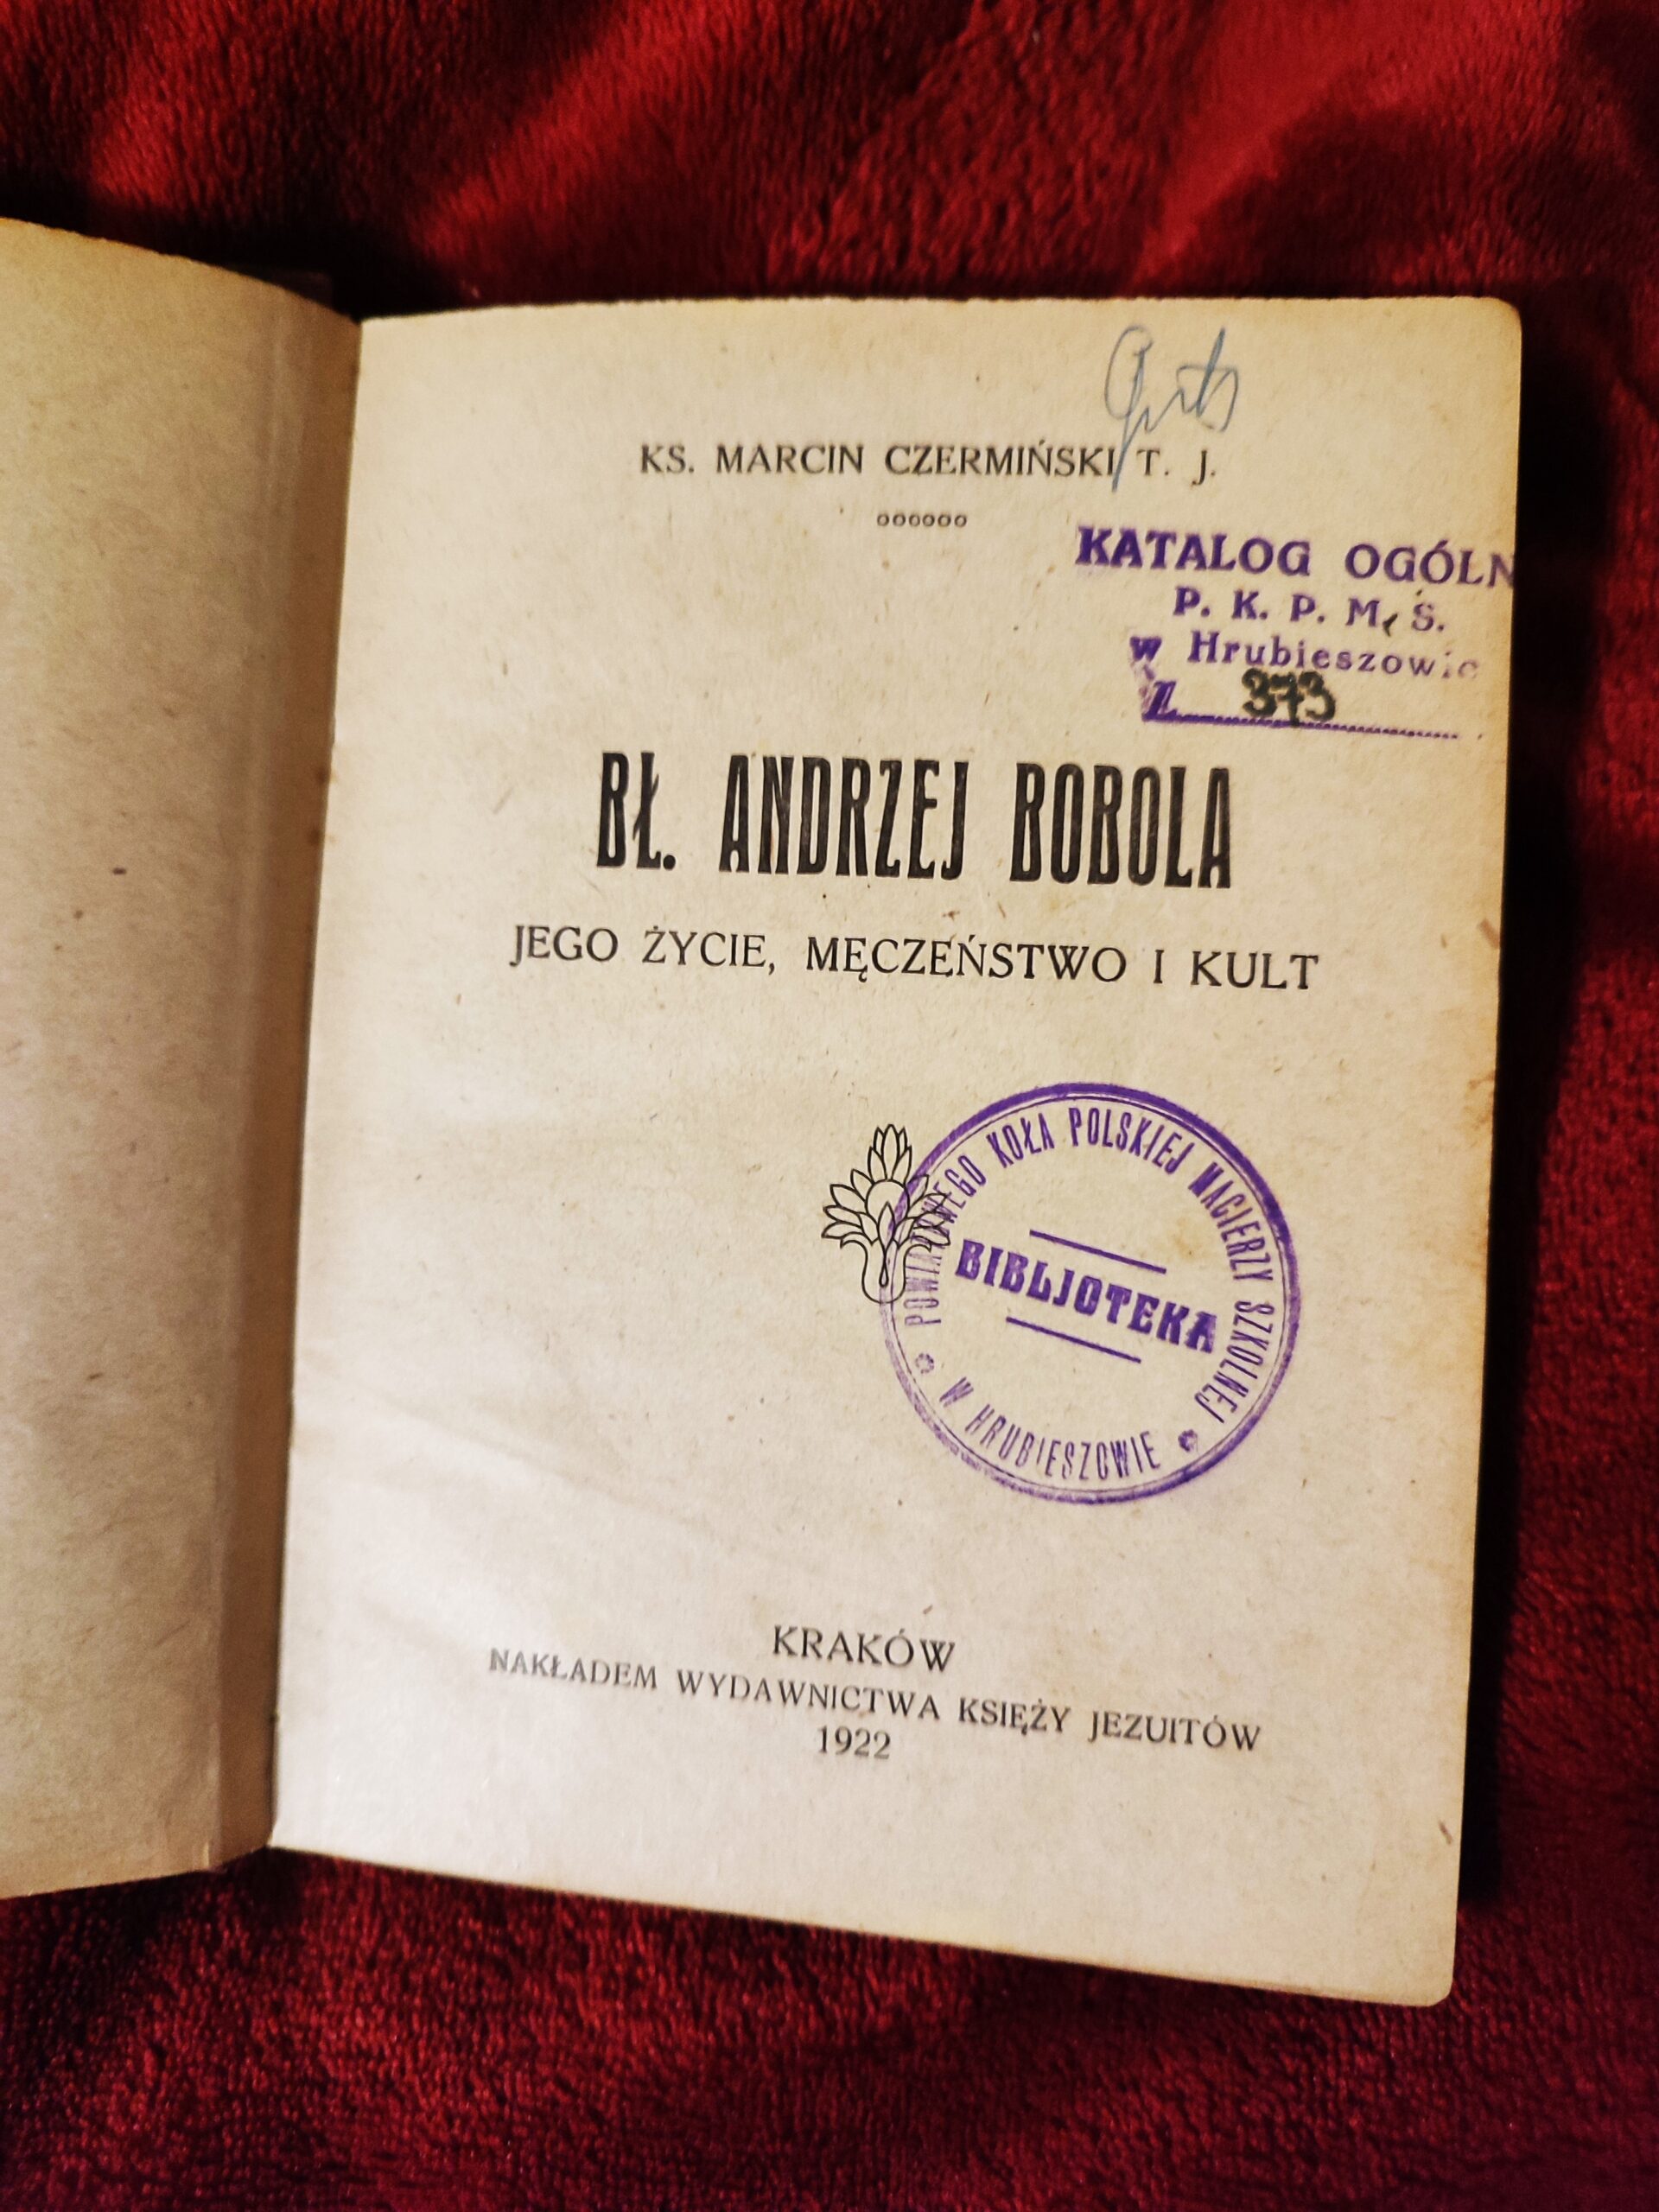 KS. MARCIN CZERMIŃSKI T. J.
KATALOG OGÓLN
P. K. P. M. S.
w Hrubieszowie
L. 373
BŁ. ANDRZEJ BOBOLA
JEGO ŻYCIE, MĘCZEŃSTWO I KULT
POWIATOWEGO KOŁA POLSKIEJ MACIERZY SZKOLNEJ
BIBLJOTEKA
W HRUBIESZOWIE
KRAKÓW
NAKŁADEM WYDAWNICTWA KSIĘŻY JEZUITÓW
1922